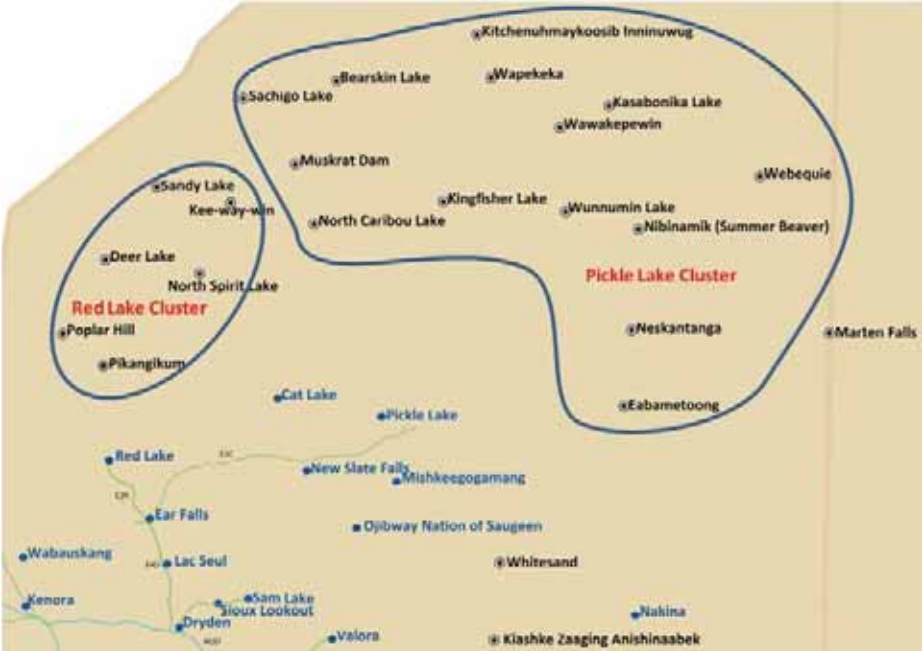 Kitchenuhmaykoosib Inninuwug
Bearskin Lake
Wapekeka
Sachigo Lake
Kasabonika Lake
Wawakepewin
Muskrat Dam
Webequie
Sandy Lake
Kee-way-win
Kingfisher Lake
Wunnumin Lake
North Caribou Lake
Nibinamik (Summer Beaver)
Deer Lake
Pickle Lake Cluster
North Spirit Lake
Red Lake Cluster
Poplar Hill
Neskantanga
Marten Falls
Pikangikum
Cat Lake
Eabametoong
Pickle Lake
Red Lake
New Slate Falls
Mishkeegogamang
Ear Falls
Ojibway Nation of Saugeen
Wabauskang
Lac Seul
Whitesand
Kenora
Sam Lake
Sioux Lookout
Nakina
Dryden
Valora
Kiashke Zaaging Anishinaabek